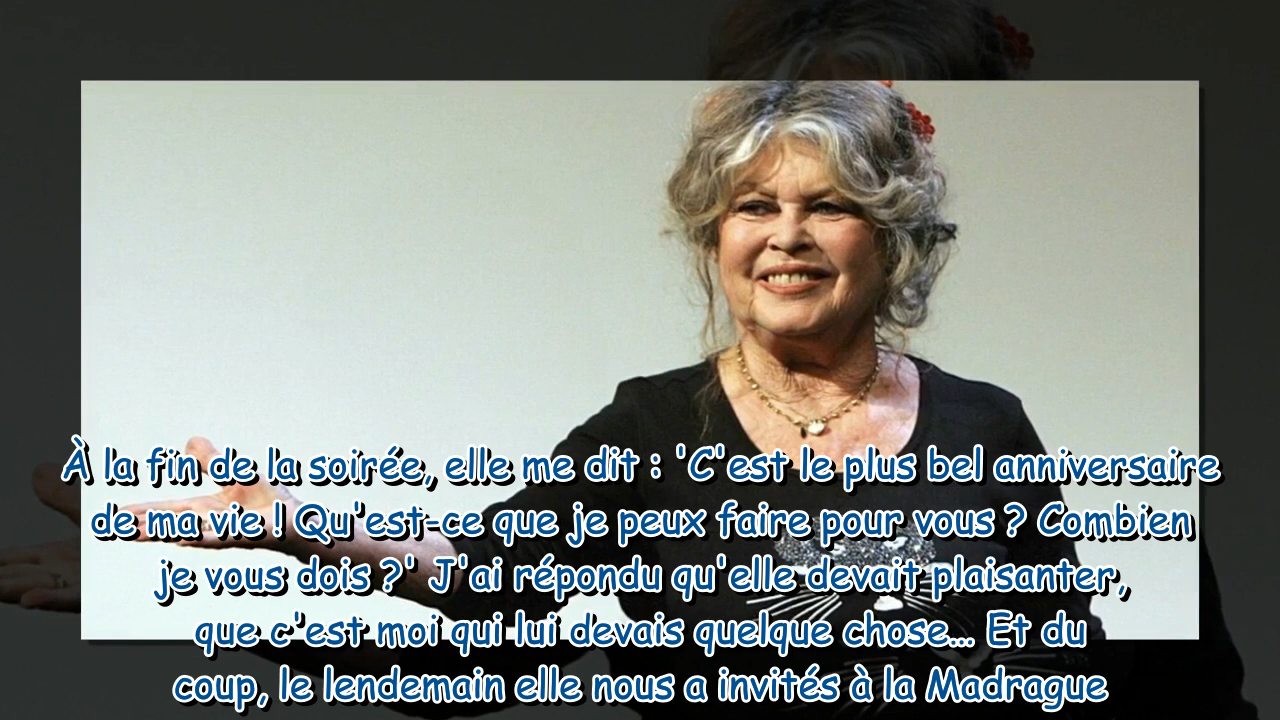 À la fin de la soirée, elle me dit : 'C'est le plus bel anniversaire
de ma vie ! Qu'est-ce que je peux faire pour vous ? Combien
je vous dois ?' J'ai répondu qu'elle devait plaisanter,
que c'est moi qui lui devais quelque chose... Et du
coup, le lendemain elle nous a invités à la Madrague